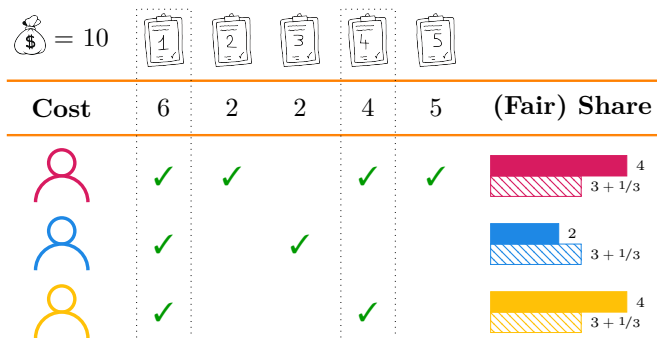 $ = 10 1 2 3 4 5
Cost 6 2 2 4 5 (Fair) Share
✓ ✓ ✓ ✓ 4
3 + 1/3
✓ ✓ 2
3 + 1/3
✓ ✓ 4
3 + 1/3